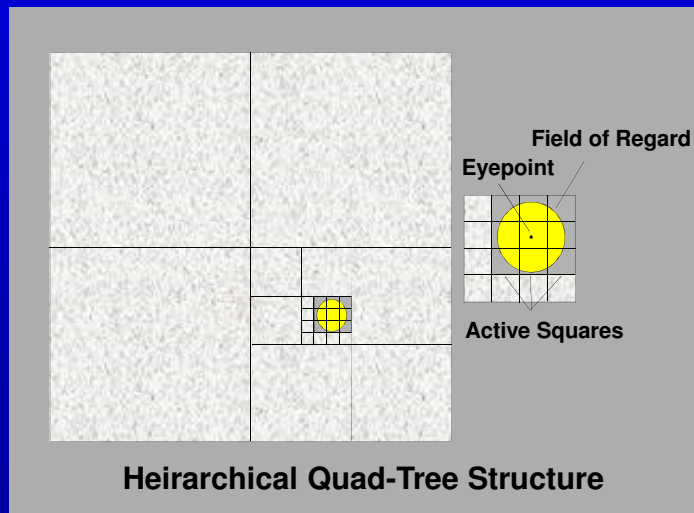 Field of Regard
Eyepoint
Active Squares
Heirarchical Quad-Tree Structure